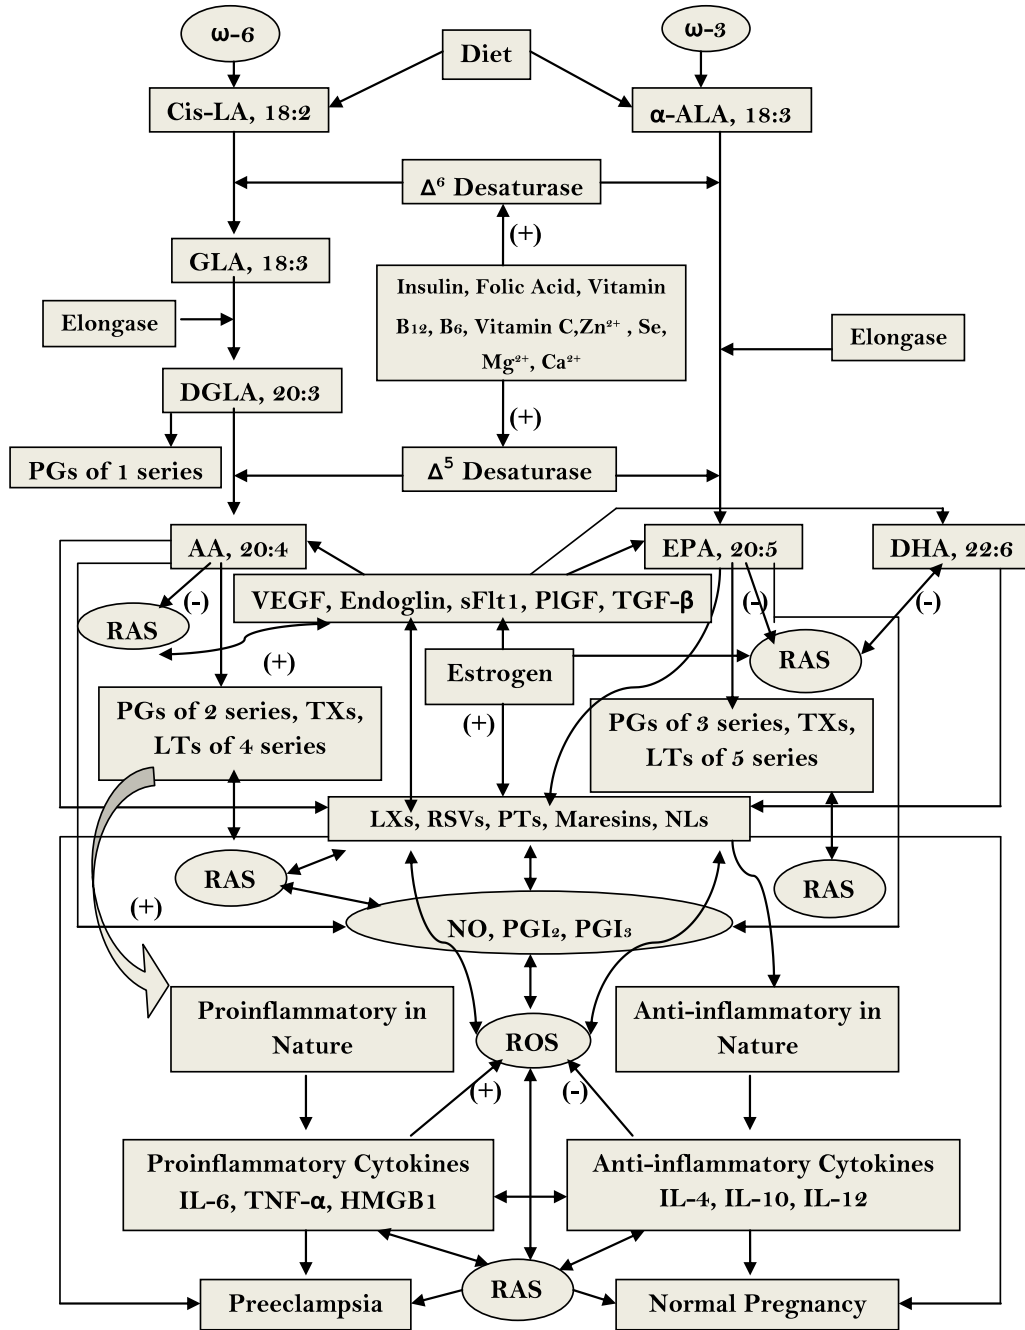 ω-6
ω-3
Diet
Cis-LA, 18:2
α-ALA, 18:3
Δ⁶ Desaturase
(+)
GLA, 18:3
Insulin, Folic Acid, Vitamin
B12, B6, Vitamin C,Zn²⁺ , Se,
Mg²⁺, Ca²⁺
Elongase
Elongase
DGLA, 20:3
(+)
PGs of 1 series
Δ⁵ Desaturase
AA, 20:4
EPA, 20:5
DHA, 22:6
(-)
VEGF, Endoglin, sFlt1, PlGF, TGF-β
(-)
(-)
RAS
(+)
Estrogen
RAS
PGs of 2 series, TXs,
LTs of 4 series
(+)
PGs of 3 series, TXs,
LTs of 5 series
LXs, RSVs, PTs, Maresins, NLs
RAS
RAS
(+)
NO, PGI₂, PGI₃
Proinflammatory in
Nature
ROS
Anti-inflammatory in
Nature
(+)
(-)
Proinflammatory Cytokines
IL-6, TNF-α, HMGB1
Anti-inflammatory Cytokines
IL-4, IL-10, IL-12
RAS
Preeclampsia
Normal Pregnancy